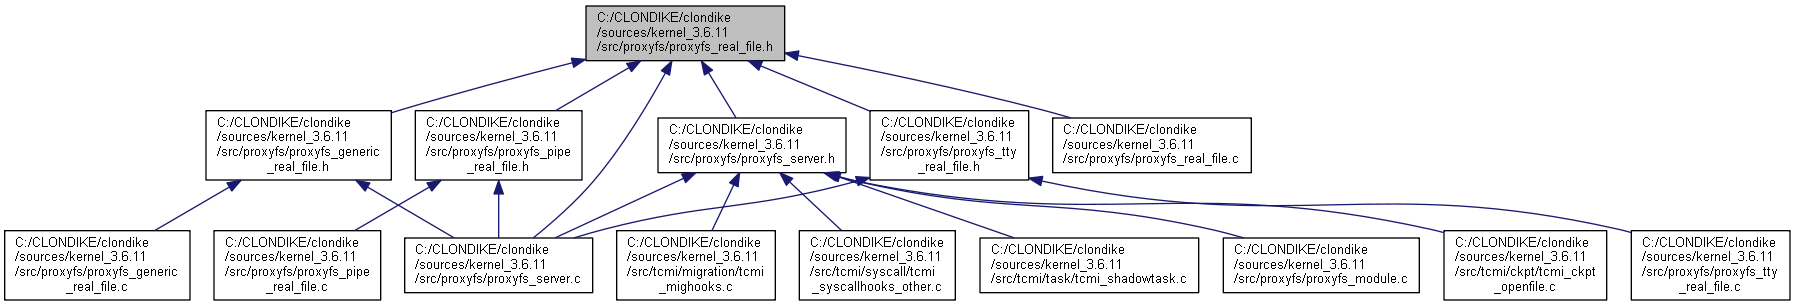 C:/CLONDIKE/clondike
/sources/kernel_3.6.11
/src/proxyfs/proxyfs_real_file.h
C:/CLONDIKE/clondike
/sources/kernel_3.6.11
/src/proxyfs/proxyfs_generic
_real_file.h
C:/CLONDIKE/clondike
/sources/kernel_3.6.11
/src/proxyfs/proxyfs_pipe
_real_file.h
C:/CLONDIKE/clondike
/sources/kernel_3.6.11
/src/proxyfs/proxyfs_server.h
C:/CLONDIKE/clondike
/sources/kernel_3.6.11
/src/proxyfs/proxyfs_tty
_real_file.h
C:/CLONDIKE/clondike
/sources/kernel_3.6.11
/src/proxyfs/proxyfs_real_file.c
C:/CLONDIKE/clondike
/sources/kernel_3.6.11
/src/proxyfs/proxyfs_generic
_real_file.c
C:/CLONDIKE/clondike
/sources/kernel_3.6.11
/src/proxyfs/proxyfs_pipe
_real_file.c
C:/CLONDIKE/clondike
/sources/kernel_3.6.11
/src/proxyfs/proxyfs_server.c
C:/CLONDIKE/clondike
/sources/kernel_3.6.11
/src/tcmi/migration/tcmi
_mighooks.c
C:/CLONDIKE/clondike
/sources/kernel_3.6.11
/src/tcmi/syscall/tcmi
_syscallhooks_other.c
C:/CLONDIKE/clondike
/sources/kernel_3.6.11
/src/tcmi/task/tcmi_shadowtask.c
C:/CLONDIKE/clondike
/sources/kernel_3.6.11
/src/proxyfs/proxyfs_module.c
C:/CLONDIKE/clondike
/sources/kernel_3.6.11
/src/tcmi/ckpt/tcmi_ckpt
_openfile.c
C:/CLONDIKE/clondike
/sources/kernel_3.6.11
/src/proxyfs/proxyfs_tty
_real_file.c